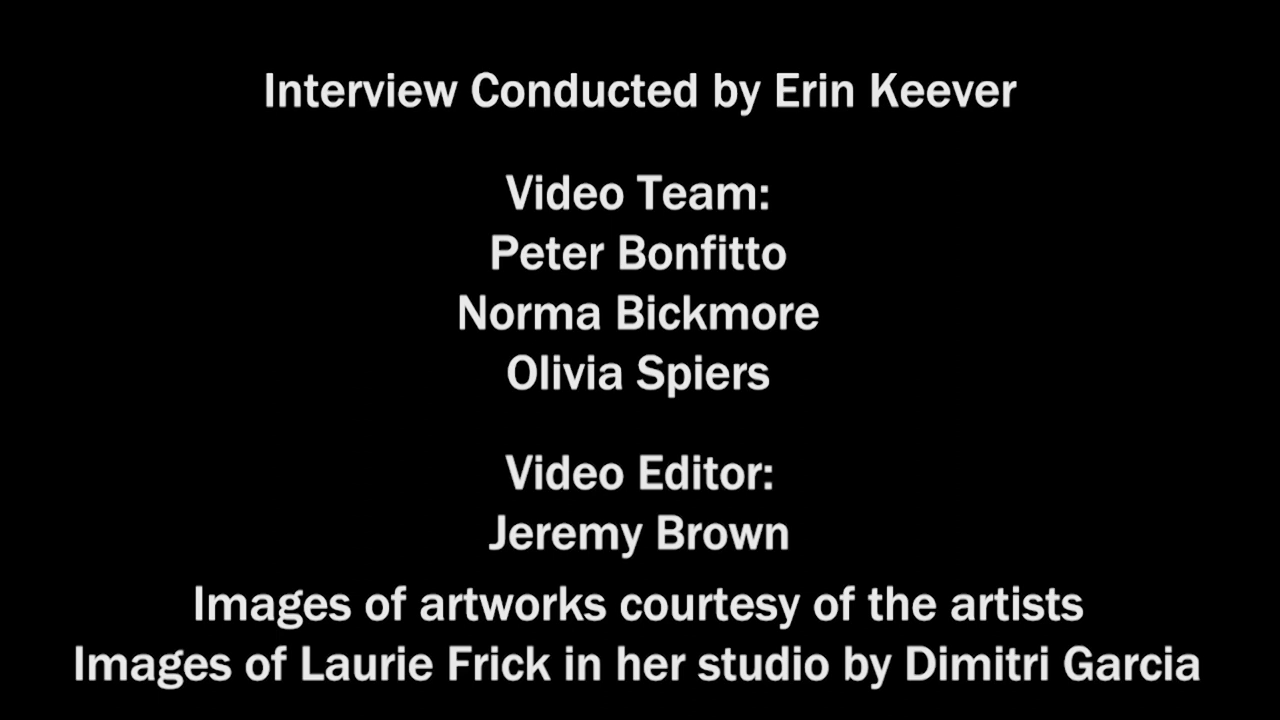 Interview Conducted by Erin Keever
Video Team:
Peter Bonfitto
Norma Bickmore
Olivia Spiers
Video Editor:
Jeremy Brown
Images of artworks courtesy of the artists
Images of Laurie Frick in her studio by Dimitri Garcia